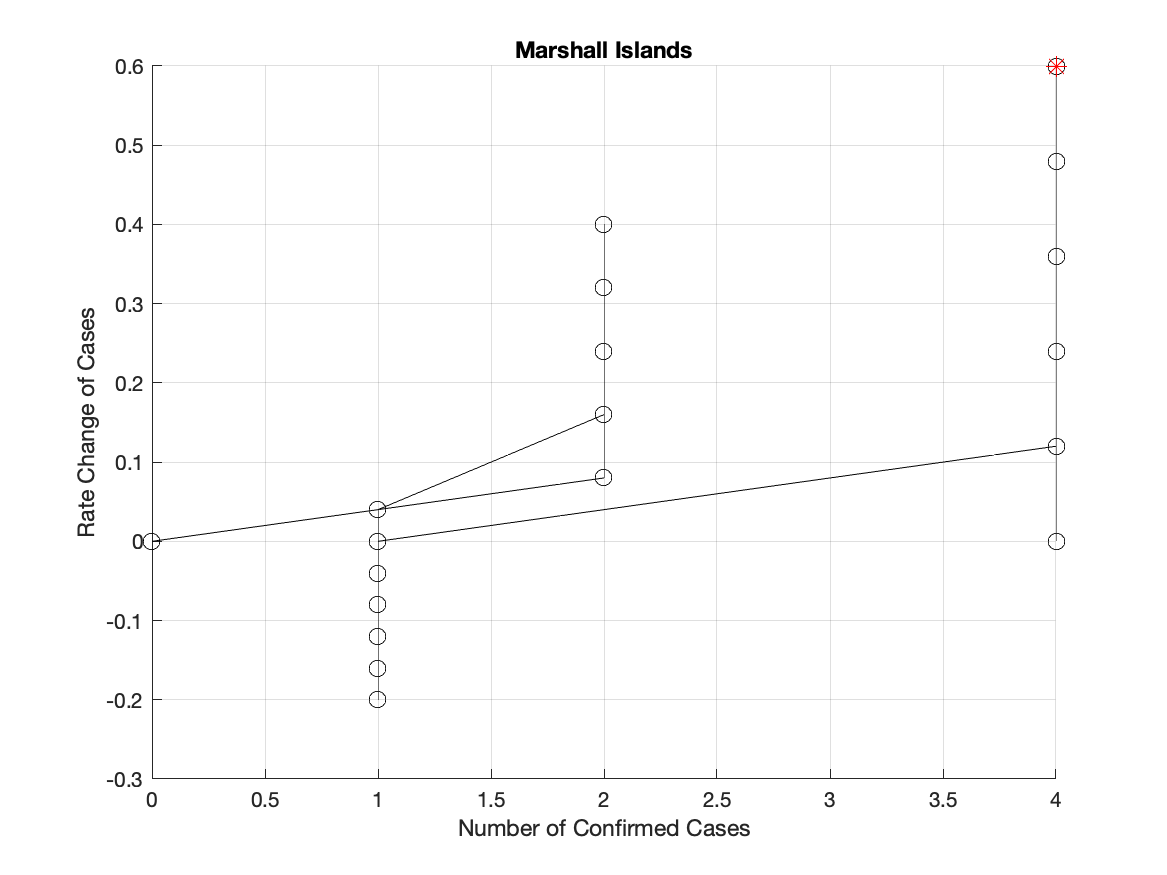 Marshall Islands
0.6
0.5
0.4
0.3
0.2
0.1
0
-0.1
-0.2
-0.3
Rate Change of Cases
0 0.5 1 1.5 2 2.5 3 3.5 4
Number of Confirmed Cases